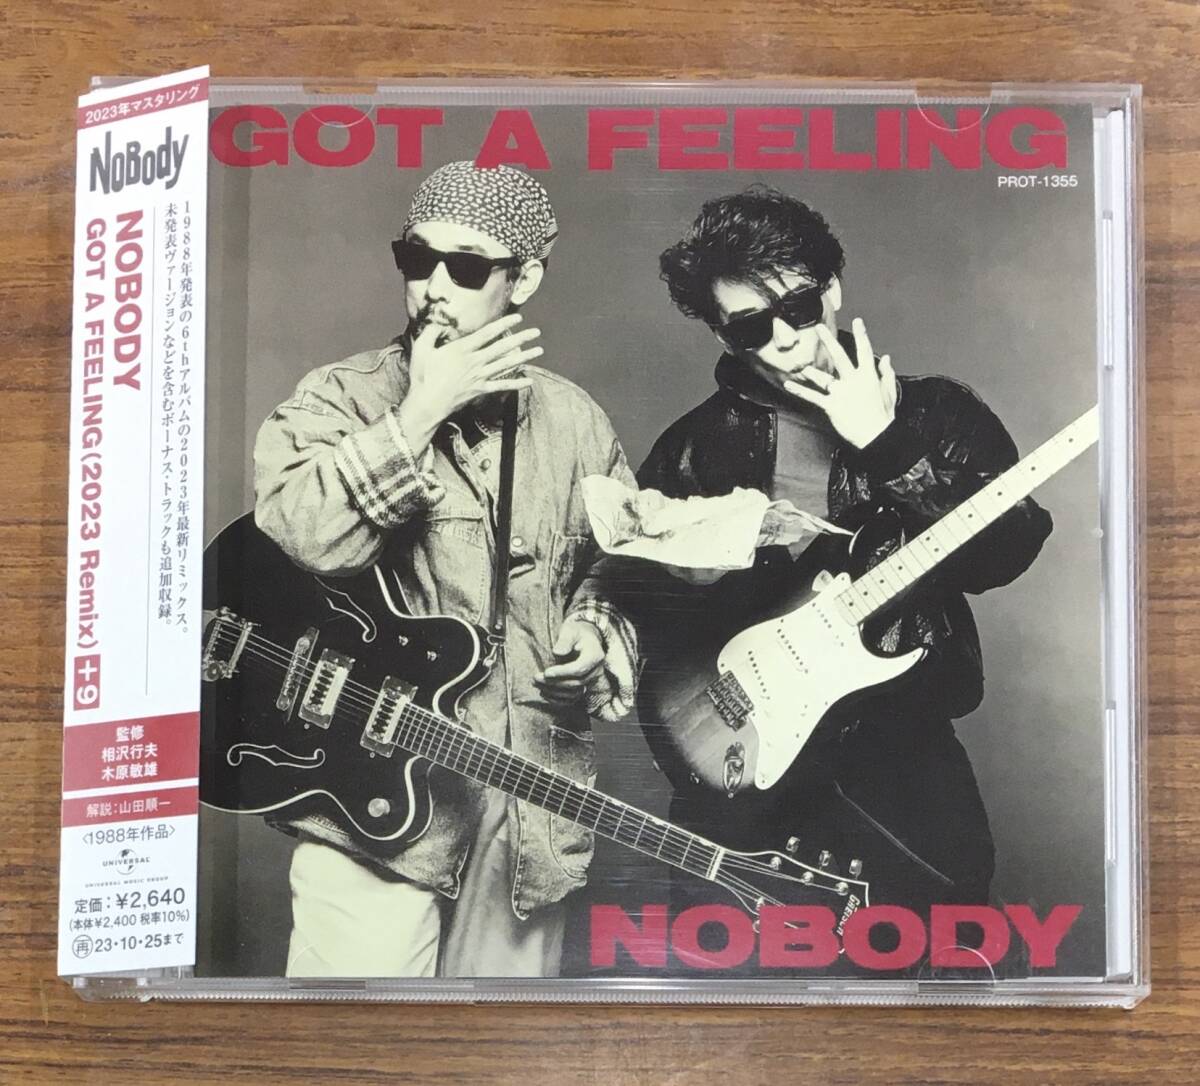 2023年マスタリング
NoBody
NOBODY
GOT A FEELING(2023 Remix)+9
1988年発表の6thアルバムの2023年最新リミックス。
未発表ヴァージョンなどを含むボーナス・トラックも追加収録。
監修
相沢行夫
木原敏雄
解説:山田順一
〈1988年作品〉
UNIVERSAL
UNIVERSAL MUSIC GROUP
定価:¥2,640
(本体¥2,400 税率10%)
再23・10・25まで
GOT A FEELING
PROT-1355
GRETSCH
NOBODY